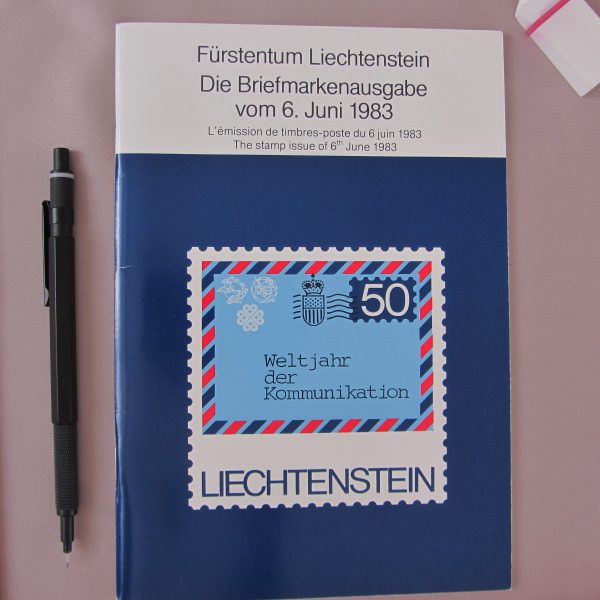 Fürstentum Liechtenstein
Die Briefmarkenausgabe
vom 6. Juni 1983
L'émission de timbres-poste du 6 juin 1983
The stamp issue of 6th June 1983
50
Weltjahr
der
Kommunikation
LIECHTENSTEIN